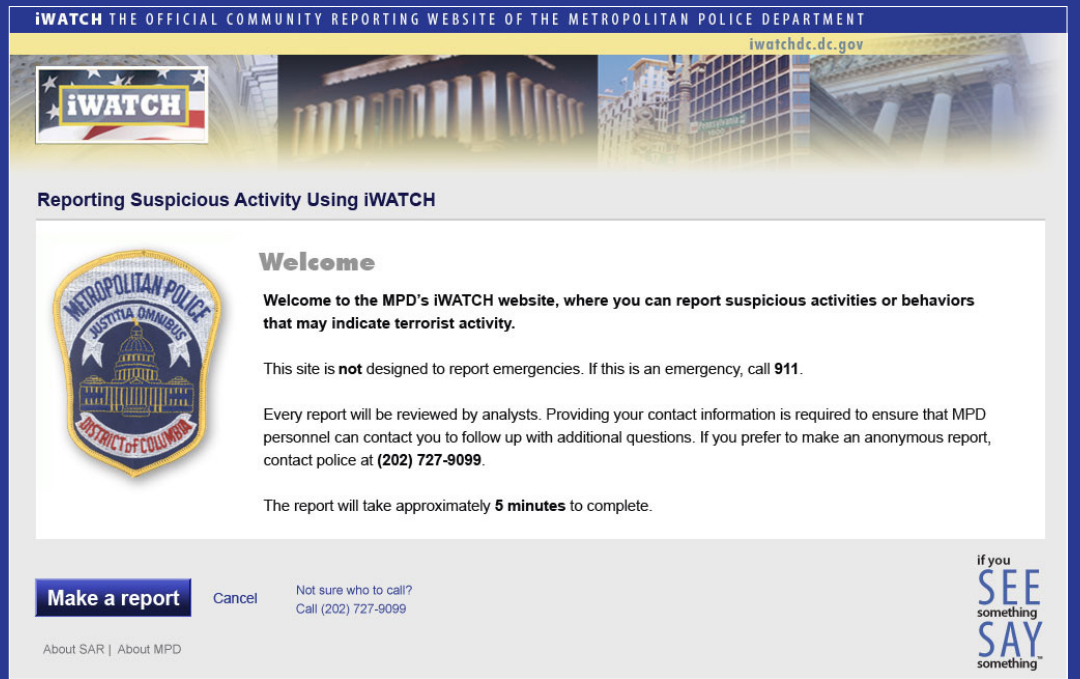 iWATCH THE OFFICIAL COMMUNITY REPORTING WEBSITE OF THE METROPOLITAN POLICE DEPARTMENT
iwatchdc.dc.gov
iWATCH
Reporting Suspicious Activity Using iWATCH
METROPOLITAN POLICE
JUSTITIA OMNIBUS
DISTRICT of COLUMBIA
Welcome
Welcome to the MPD's iWATCH website, where you can report suspicious activities or behaviors
that may indicate terrorist activity.
This site is not designed to report emergencies. If this is an emergency, call 911.
Every report will be reviewed by analysts. Providing your contact information is required to ensure that MPD
personnel can contact you to follow up with additional questions. If you prefer to make an anonymous report,
contact police at (202) 727-9099.
The report will take approximately 5 minutes to complete.
Make a report
Cancel
Not sure who to call?
Call (202) 727-9099
About SAR | About MPD
if you
SEE
something
SAY
something™